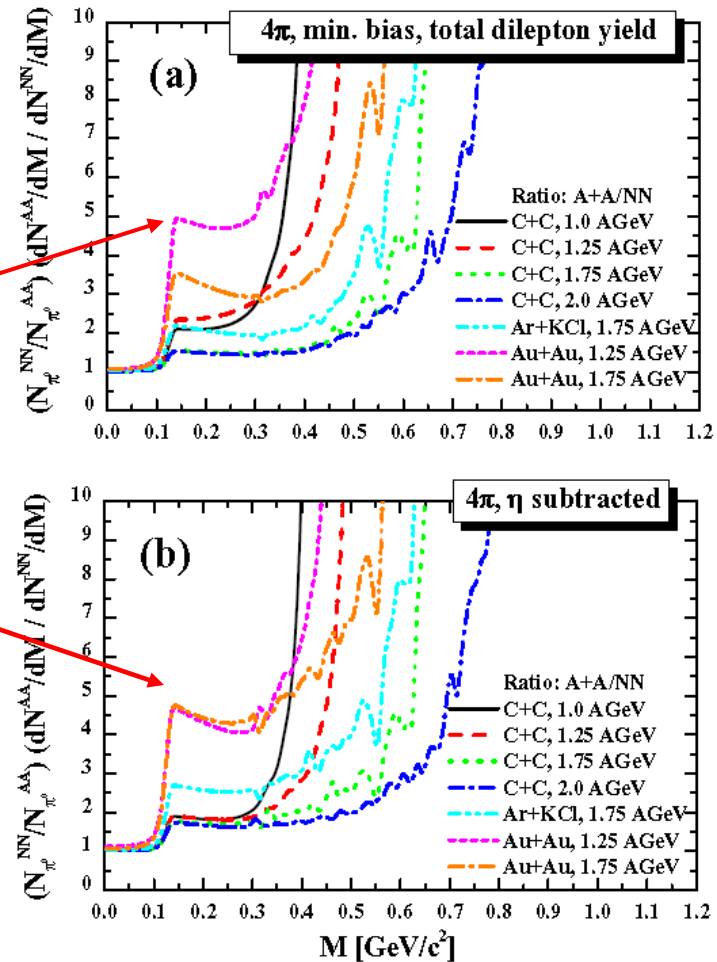 4π, min. bias, total dilepton yield
(a)
(N_π⁰^NN/N_π⁰^AA) (dN^AA/dM / dN^NN/dM)
10
9
8
7
6
5
4
3
2
1
0
Ratio: A+A/NN
C+C, 1.0 AGeV
C+C, 1.25 AGeV
C+C, 1.75 AGeV
C+C, 2.0 AGeV
Ar+KCl, 1.75 AGeV
Au+Au, 1.25 AGeV
Au+Au, 1.75 AGeV
0.0 0.1 0.2 0.3 0.4 0.5 0.6 0.7 0.8 0.9 1.0 1.1 1.2
4π, η subtracted
(b)
(N_π⁰^NN/N_π⁰^AA) (dN^AA/dM / dN^NN/dM)
10
9
8
7
6
5
4
3
2
1
0
Ratio: A+A/NN
C+C, 1.0 AGeV
C+C, 1.25 AGeV
C+C, 1.75 AGeV
C+C, 2.0 AGeV
Ar+KCl, 1.75 AGeV
Au+Au, 1.25 AGeV
Au+Au, 1.75 AGeV
0.0 0.1 0.2 0.3 0.4 0.5 0.6 0.7 0.8 0.9 1.0 1.1 1.2
M [GeV/c²]